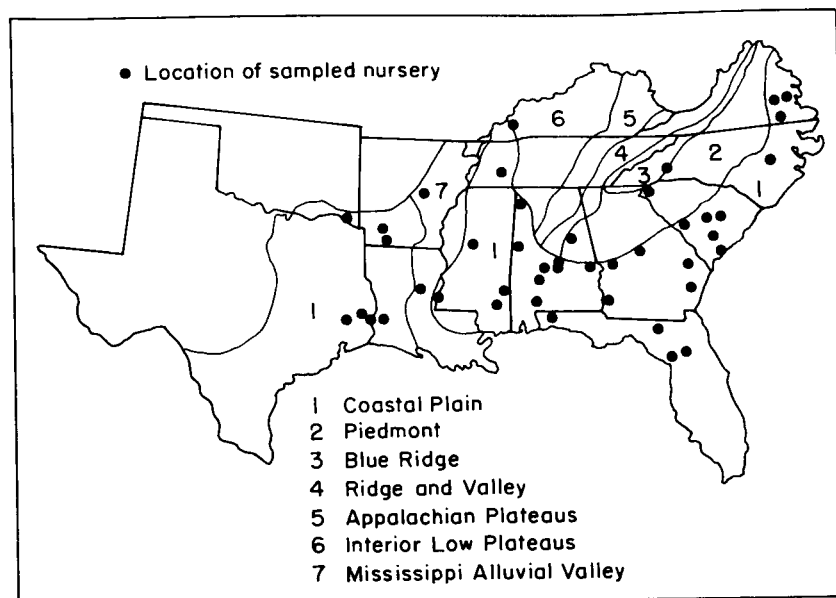 ● Location of sampled nursery
6
5
4
2
7
3
1
1
1
1 Coastal Plain
2 Piedmont
3 Blue Ridge
4 Ridge and Valley
5 Appalachian Plateaus
6 Interior Low Plateaus
7 Mississippi Alluvial Valley